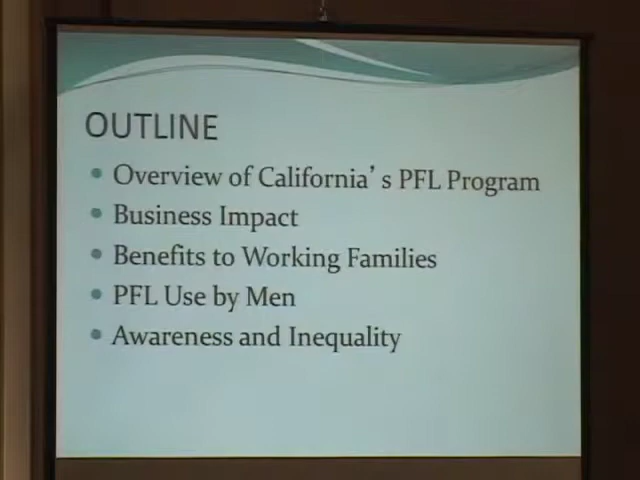 OUTLINE
• Overview of California's PFL Program
• Business Impact
• Benefits to Working Families
• PFL Use by Men
• Awareness and Inequality